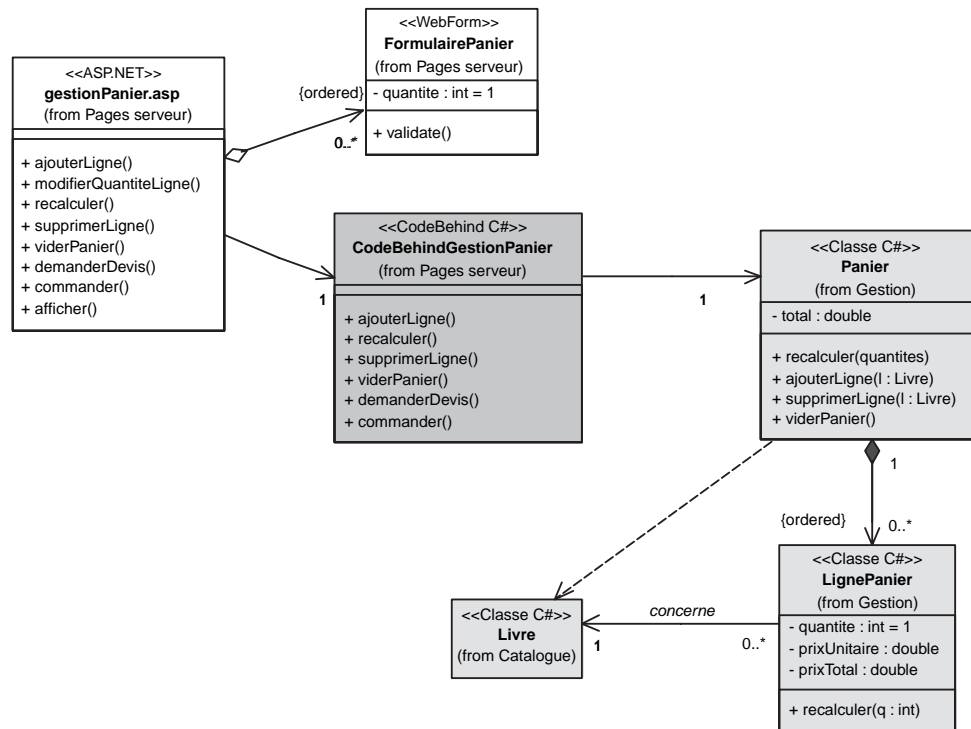 <<ASP.NET>>
gestionPanier.asp
(from Pages serveur)
+ ajouterLigne()
+ modifierQuantiteLigne()
+ recalculer()
+ supprimerLigne()
+ viderPanier()
+ demanderDevis()
+ commander()
+ afficher()
{ordered}
0..*
<<WebForm>>
FormulairePanier
(from Pages serveur)
- quantite : int = 1
+ validate()
1
<<CodeBehind C#>>
CodeBehindGestionPanier
(from Pages serveur)
+ ajouterLigne()
+ recalculer()
+ supprimerLigne()
+ viderPanier()
+ demanderDevis()
+ commander()
1
<<Classe C#>>
Panier
(from Gestion)
- total : double
+ recalculer(quantites)
+ ajouterLigne(l : Livre)
+ supprimerLigne(l : Livre)
+ viderPanier()
1
{ordered}
0..*
<<Classe C#>>
LignePanier
(from Gestion)
- quantite : int = 1
- prixUnitaire : double
- prixTotal : double
+ recalculer(q : int)
concerne
1
0..*
<<Classe C#>>
Livre
(from Catalogue)